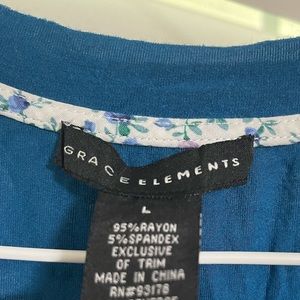 GRACE ELEMENTS
L
95%RAYON
5%SPANDEX
EXCLUSIVE
OF TRIM
MADE IN CHINA
RN#93178